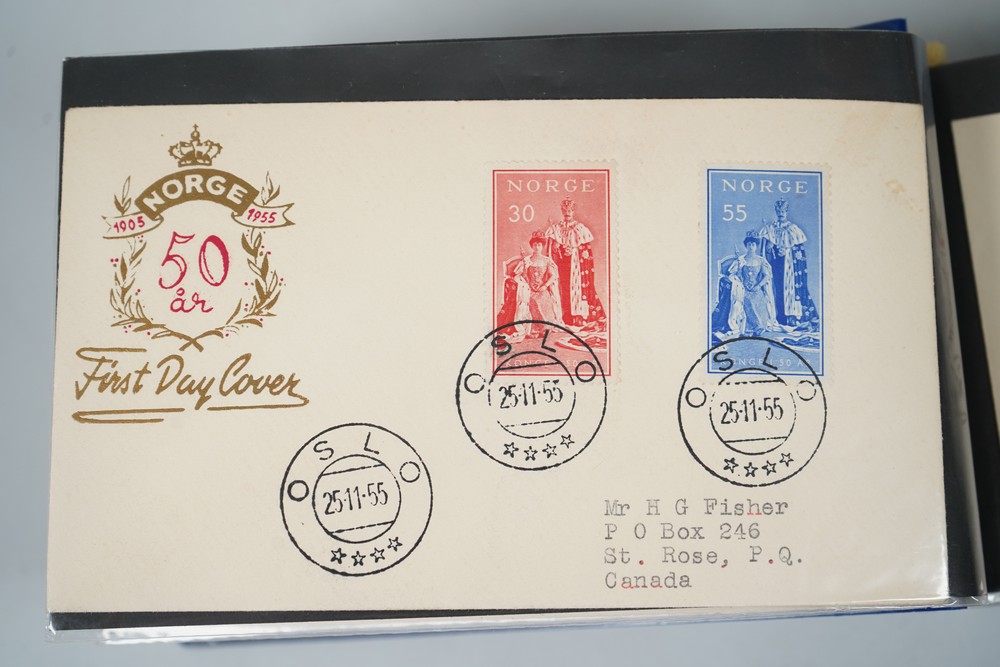 NORGE
1905
1955
50
år
First Day Cover
NORGE
30
NORGE
55
OSLO
25·11·55
OSLO
25·11·55
OSLO
25·11·55
Mr H G Fisher
P O Box 246
St. Rose, P.Q.
Canada